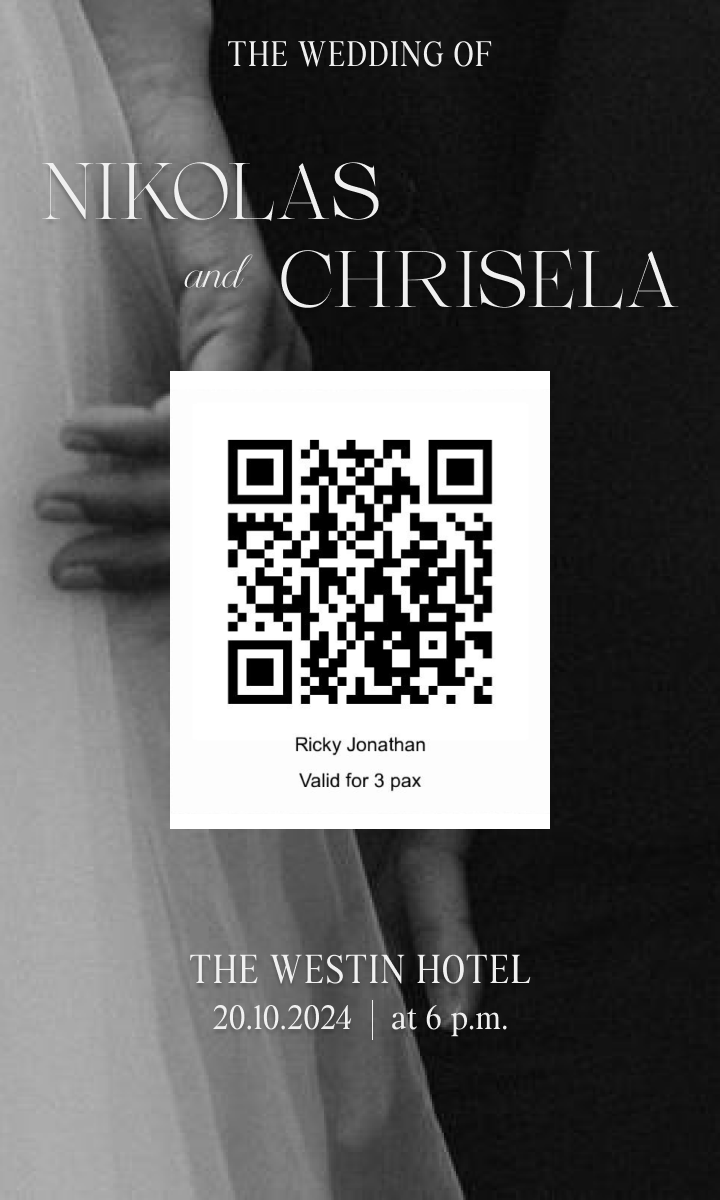 THE WEDDING OF
NIKOLAS
and CHRISELA
Ricky Jonathan
Valid for 3 pax
THE WESTIN HOTEL
20.10.2024 | at 6 p.m.